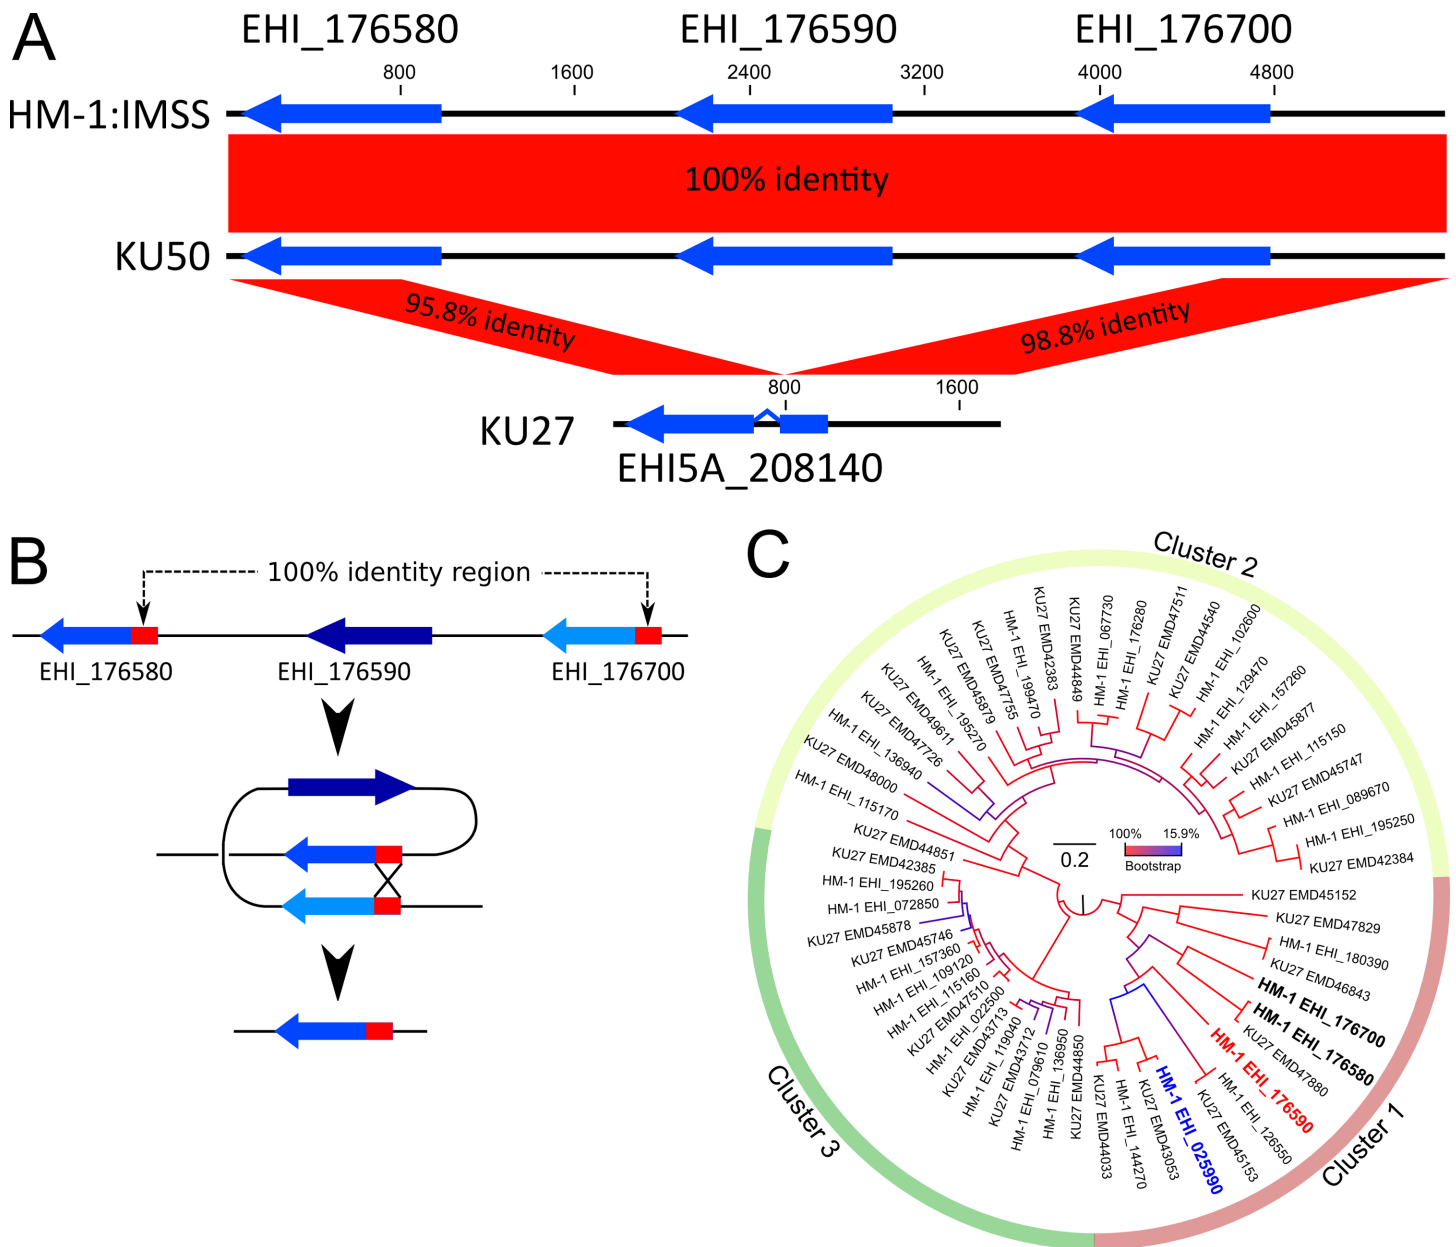 A
EHI_176580 EHI_176590 EHI_176700
800 1600 2400 3200 4000 4800
HM-1:IMSS
100% identity
KU50
95.8% identity
98.8% identity
800 1600
KU27
EHI5A_208140
B
100% identity region
EHI_176580 EHI_176590 EHI_176700
C
Cluster 2
KU27 EMD48000
HM-1 EHI_136940
KU27 EMD47726
KU27 EMD49611
HM-1 EHI_195270
KU27 EMD45879
KU27 EMD47755
HM-1 EHI_199470
KU27 EMD42383
KU27 EMD44849
HM-1 EHI_067730
HM-1 EHI_176280
KU27 EMD47511
KU27 EMD44540
HM-1 EHI_102600
HM-1 EHI_129470
HM-1 EHI_157260
KU27 EMD45877
HM-1 EHI_115150
KU27 EMD45747
HM-1 EHI_089670
HM-1 EHI_195250
KU27 EMD42384
0.2
100% 15.9%
Bootstrap
KU27 EMD45152
KU27 EMD47829
HM-1 EHI_180390
KU27 EMD46843
HM-1 EHI_176700
HM-1 EHI_176580
KU27 EMD47880
HM-1 EHI_176590
HM-1 EHI_126550
KU27 EMD45153
HM-1 EHI_025990
KU27 EMD43053
HM-1 EHI_144270
KU27 EMD44033
Cluster 1
KU27 EMD44850
HM-1 EHI_136950
HM-1 EHI_079610
KU27 EMD43712
HM-1 EHI_119040
KU27 EMD43713
HM-1 EHI_022500
KU27 EMD47510
HM-1 EHI_115160
HM-1 EHI_109120
HM-1 EHI_157360
KU27 EMD45746
KU27 EMD45878
HM-1 EHI_072850
HM-1 EHI_195260
KU27 EMD42385
KU27 EMD44851
HM-1 EHI_115170
Cluster 3